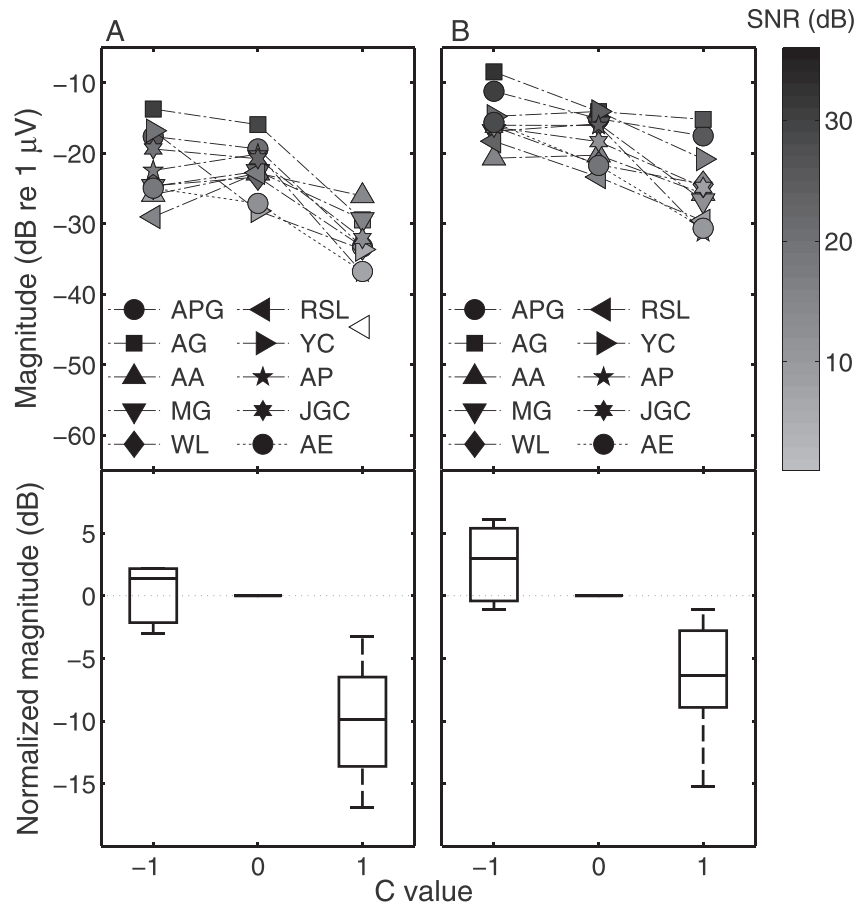 A
B
SNR (dB)
−10
−20
−30
−40
−50
−60
Magnitude (dB re 1 μV)
APG
AG
AA
MG
WL
RSL
YC
AP
JGC
AE
APG
AG
AA
MG
WL
RSL
YC
AP
JGC
AE
30
20
10
Normalized magnitude (dB)
5
0
−5
−10
−15
−1 0 1
−1 0 1
C value